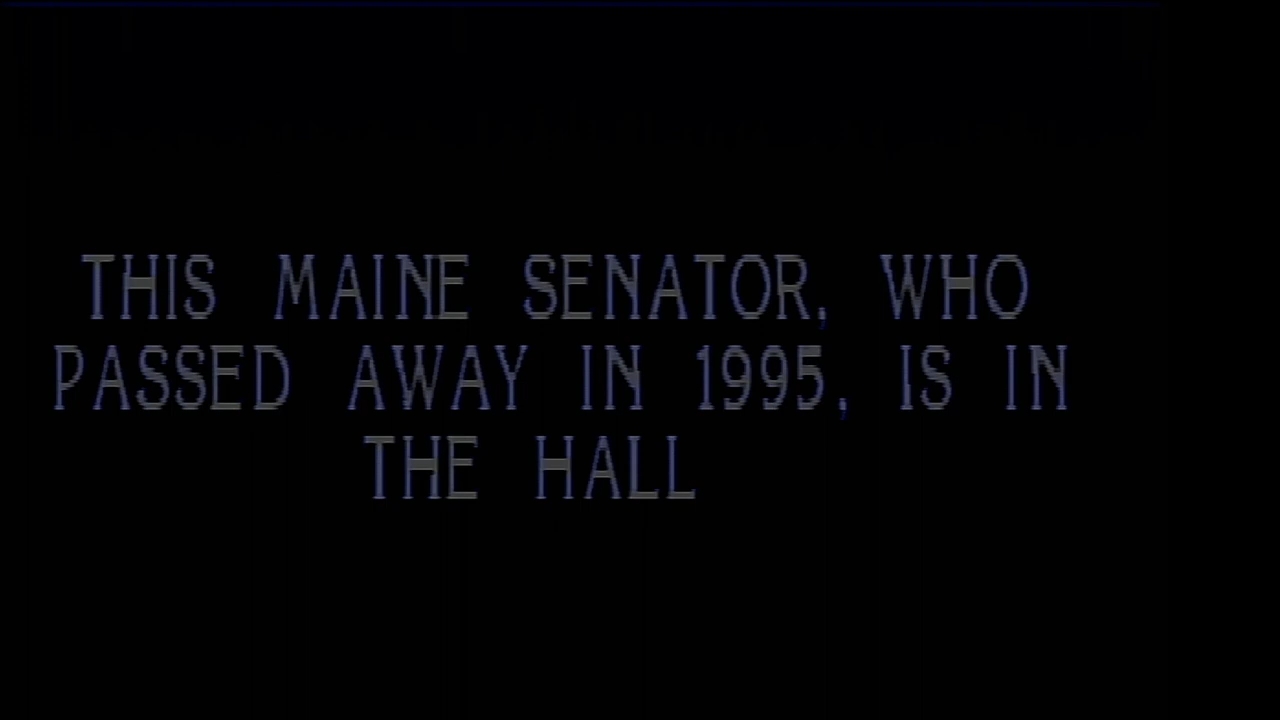 THIS MAINE SENATOR, WHO
PASSED AWAY IN 1995, IS IN
THE HALL